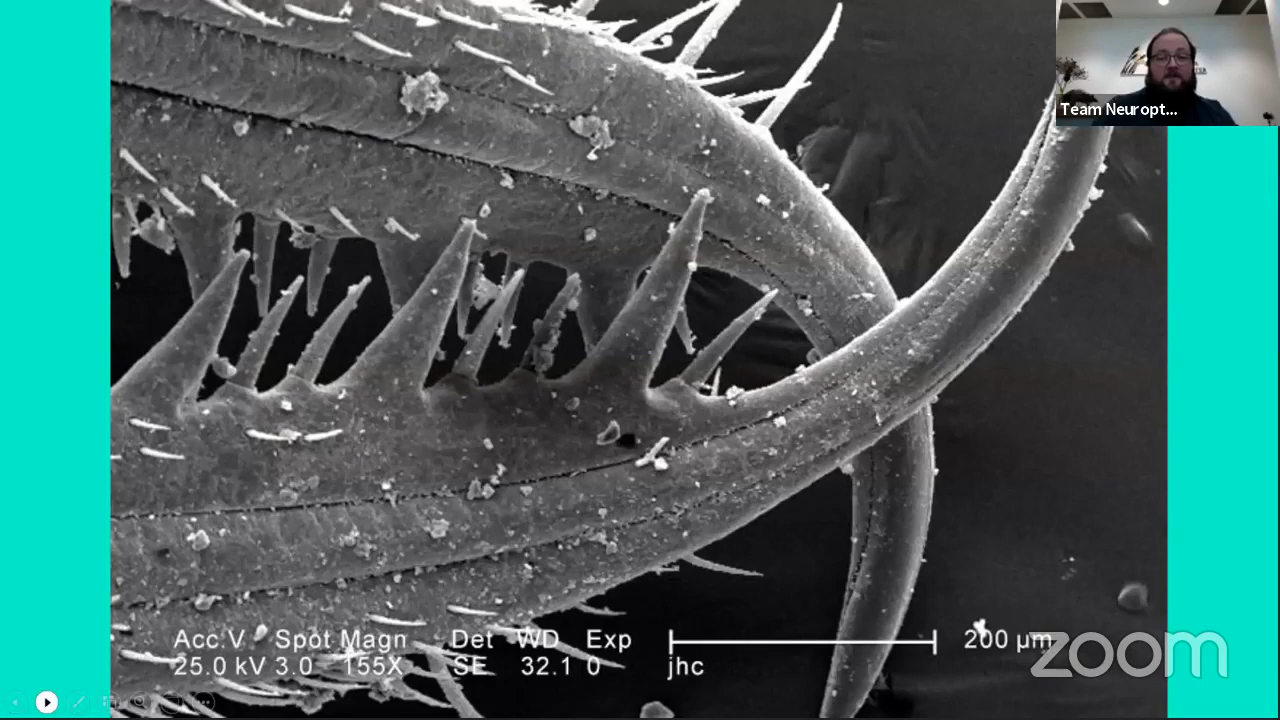 Team Neuropt...
Acc.V Spot Magn Det WD Exp 200 µm
25.0 kV 3.0 155X SE 32.1 0 jhc
zoom